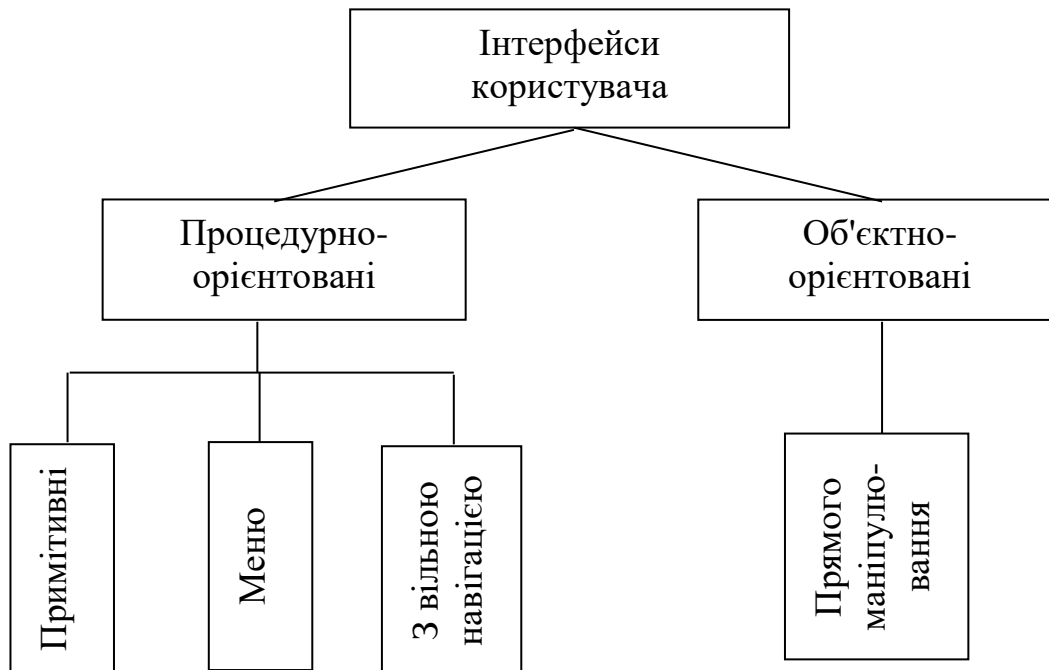 Інтерфейси
користувача
Процедурно-
орієнтовані
Об'єктно-
орієнтовані
Примітивні
Меню
З вільною
навігацією
Прямого
маніпулю-
вання